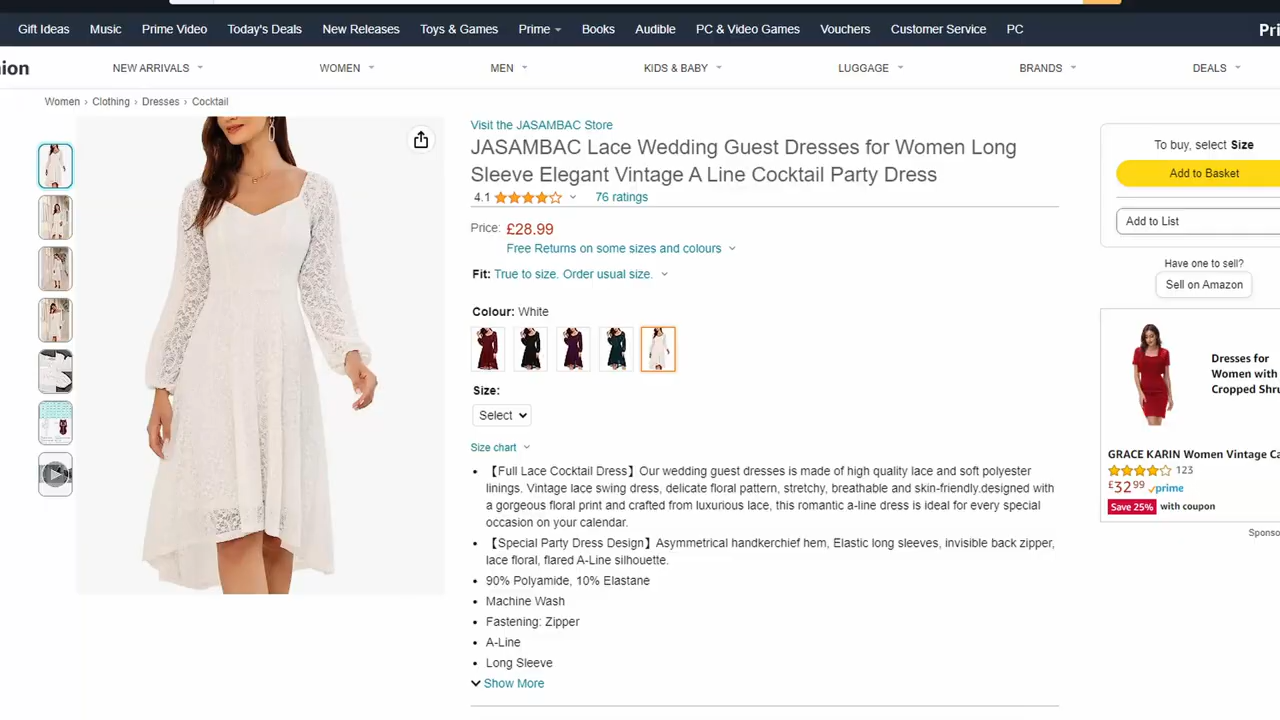 Gift Ideas Music Prime Video Today's Deals New Releases Toys & Games Prime Books Audible PC & Video Games Vouchers Customer Service PC
NEW ARRIVALS WOMEN MEN KIDS & BABY LUGGAGE BRANDS DEALS
Women › Clothing › Dresses › Cocktail
Visit the JASAMBAC Store
JASAMBAC Lace Wedding Guest Dresses for Women Long
Sleeve Elegant Vintage A Line Cocktail Party Dress
4.1 76 ratings
Price: £28.99
Free Returns on some sizes and colours
Fit: True to size. Order usual size.
Colour: White
Size:
Select
Size chart
• 【Full Lace Cocktail Dress】Our wedding guest dresses is made of high quality lace and soft polyester
linings. Vintage lace swing dress, delicate floral pattern, stretchy, breathable and skin-friendly.designed with
a gorgeous floral print and crafted from luxurious lace, this romantic a-line dress is ideal for every special
occasion on your calendar.
• 【Special Party Dress Design】Asymmetrical handkerchief hem, Elastic long sleeves, invisible back zipper,
lace floral, flared A-Line silhouette.
• 90% Polyamide, 10% Elastane
• Machine Wash
• Fastening: Zipper
• A-Line
• Long Sleeve
Show More
To buy, select Size
Add to Basket
Add to List
Have one to sell?
Sell on Amazon
Dresses for
Women with
Cropped
GRACE KARIN Women Vintage
123
£32.99 prime
Save 25% with coupon